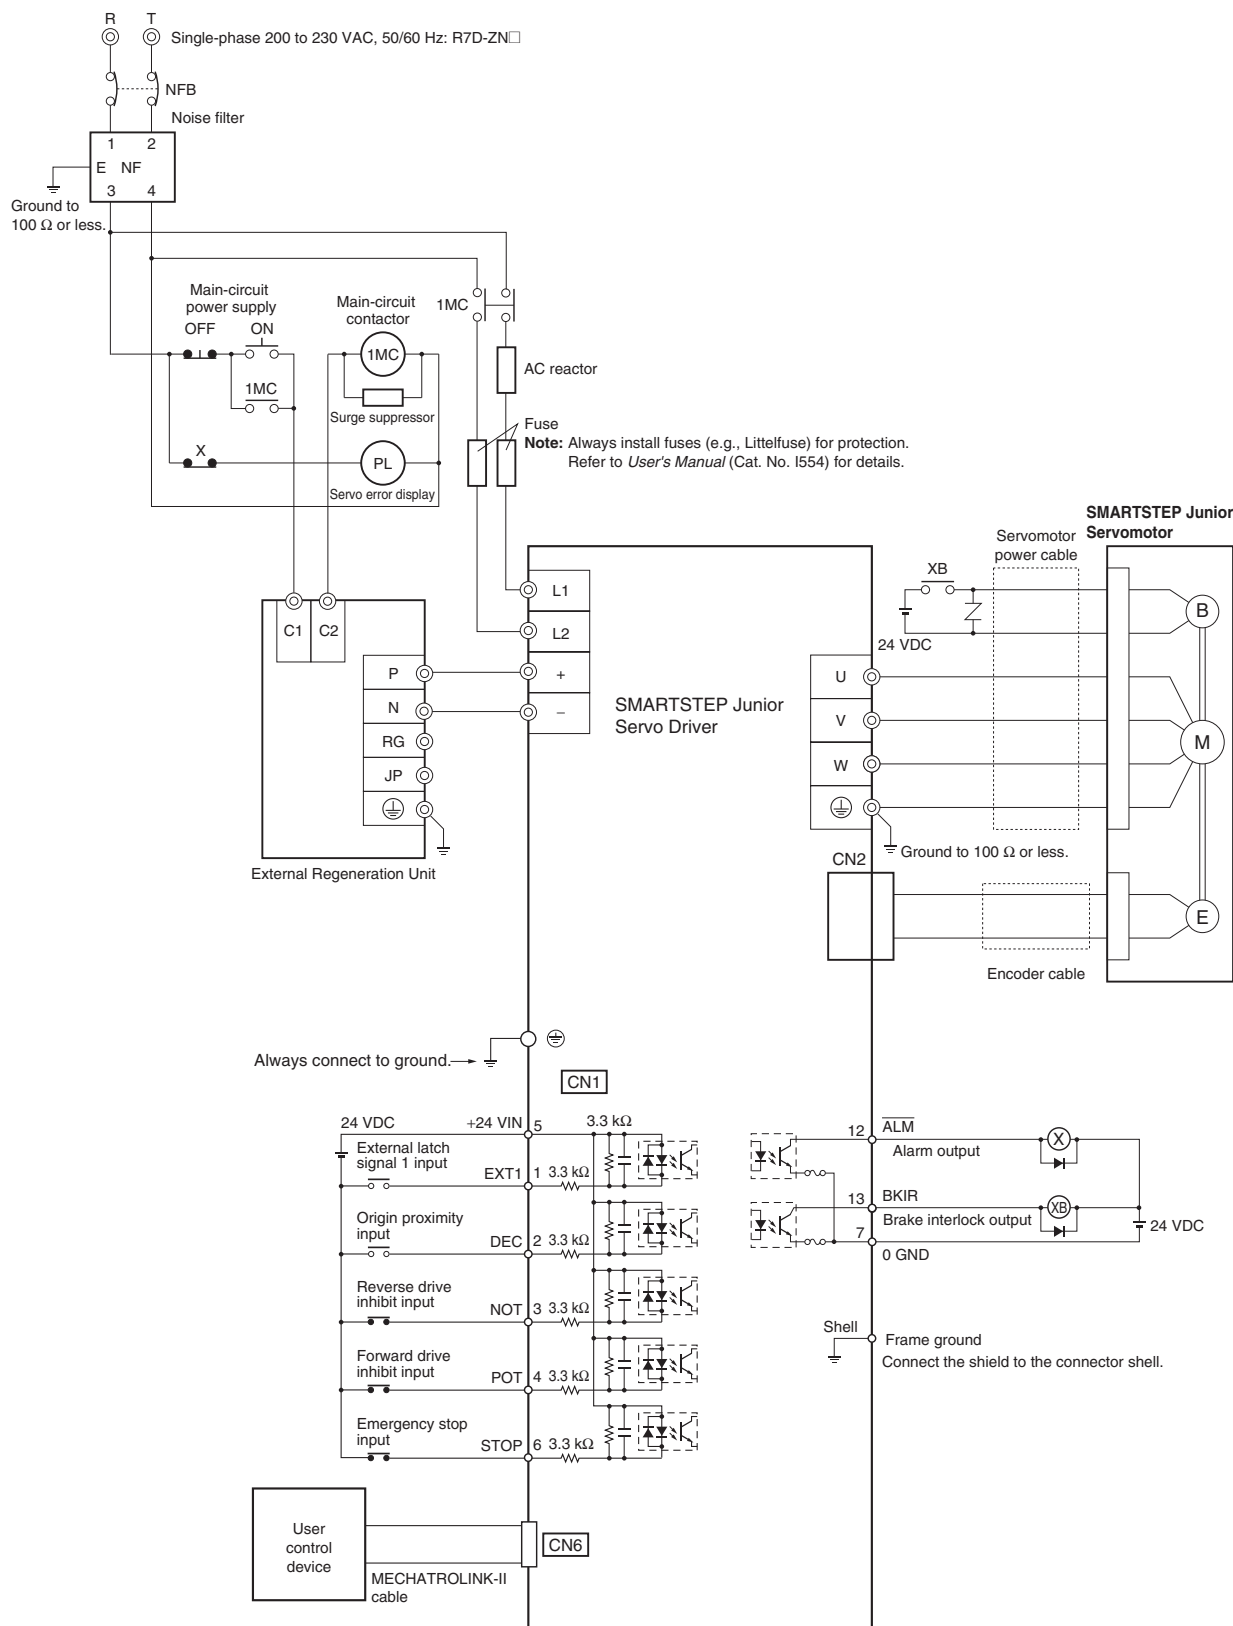 R T
Single-phase 200 to 230 VAC, 50/60 Hz: R7D-ZN□
NFB
Noise filter
1 2
E NF
3 4
Ground to
100 Ω or less.
Main-circuit
power supply
OFF ON
1MC
X
Main-circuit
contactor
1MC
Surge suppressor
PL
Servo error display
1MC
AC reactor
Fuse
Note: Always install fuses (e.g., Littelfuse) for protection.
Refer to User's Manual (Cat. No. I554) for details.
SMARTSTEP Junior
Servomotor
Servomotor
power cable
XB
24 VDC
B
M
E
C1 C2
P
N
RG
JP
External Regeneration Unit
L1
L2
+
−
SMARTSTEP Junior
Servo Driver
U
V
W
Ground to 100 Ω or less.
CN2
Encoder cable
Always connect to ground.
CN1
24 VDC
+24 VIN 5
3.3 kΩ
External latch
signal 1 input
EXT1 1 3.3 kΩ
Origin proximity
input
DEC 2 3.3 kΩ
Reverse drive
inhibit input
NOT 3 3.3 kΩ
Forward drive
inhibit input
POT 4 3.3 kΩ
Emergency stop
input
STOP 6 3.3 kΩ
12 ALM
Alarm output
X
13 BKIR
Brake interlock output
XB
24 VDC
7
0 GND
Shell
Frame ground
Connect the shield to the connector shell.
User
control
device
CN6
MECHATROLINK-II
cable